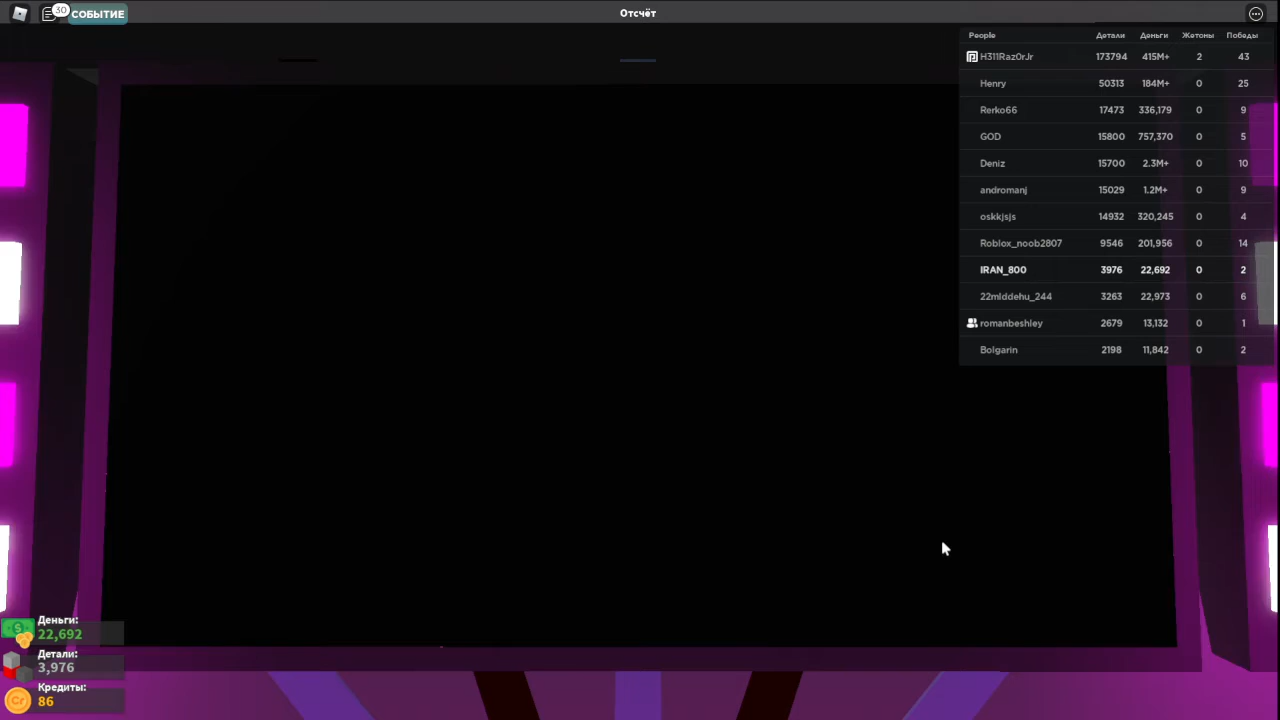 30
СОБЫТИЕ
Отсчёт
People Детали Деньги Жетоны Победы
H311Raz0rJr 173794 415M+ 2 43
Henry 50313 184M+ 0 25
Rerko66 17473 336,179 0 9
GOD 15800 757,370 0 5
Deniz 15700 2.3M+ 0 10
andromanj 15029 1.2M+ 0 9
oskkjsjs 14932 320,245 0 4
Roblox_noob2807 9546 201,956 0 14
IRAN_800 3976 22,692 0 2
22mlddehu_244 3263 22,973 0 6
romanbeshley 2679 13,132 0 1
Bolgarin 2198 11,842 0 2
Деньги:
22,692
Детали:
3,976
Кредиты:
Cr 86